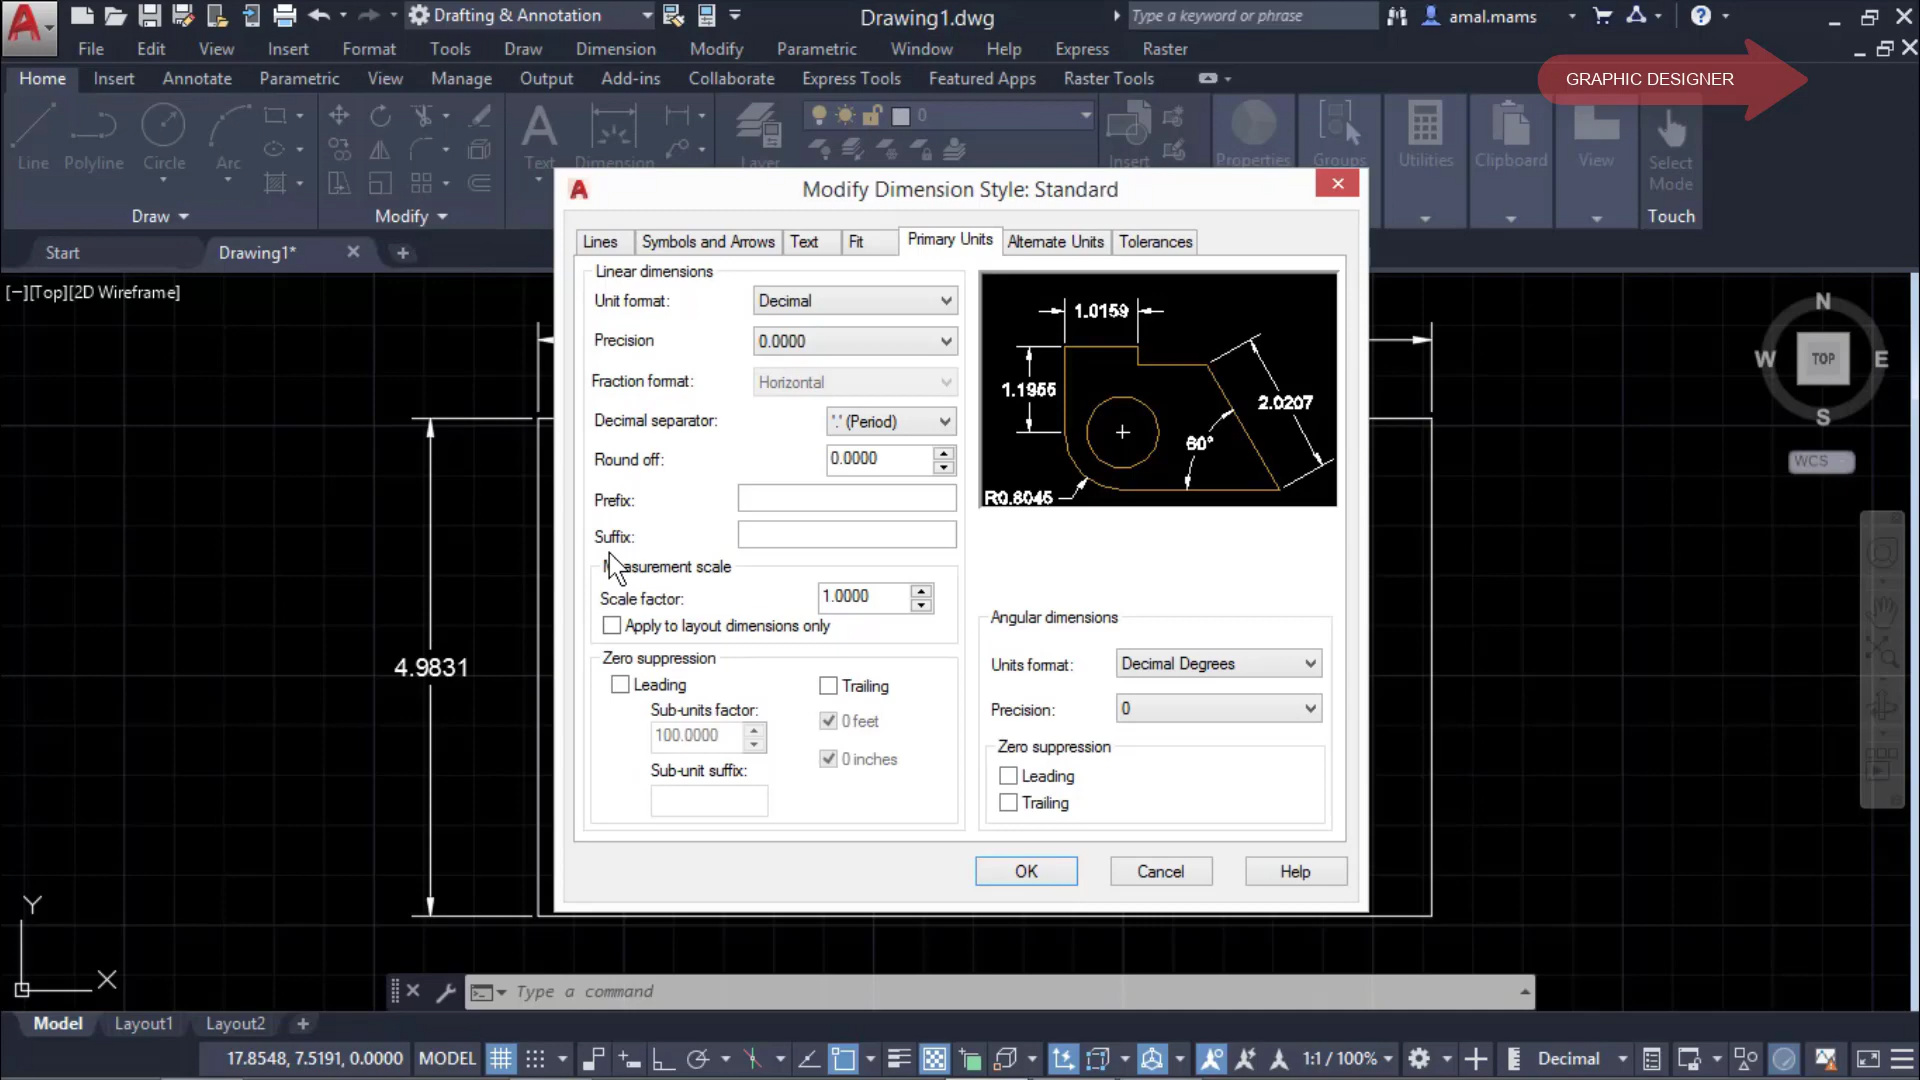 Drafting & Annotation
Drawing1.dwg
Type a keyword or phrase
amal.mams
File Edit View Insert Format Tools Draw Dimension Modify Parametric Window Help Express Raster
Home Insert Annotate Parametric View Manage Output Add-ins Collaborate Express Tools Featured Apps Raster Tools
GRAPHIC DESIGNER
Line Polyline Circle Arc Text Dimension Layer 0 Insert Properties Groups Utilities Clipboard View Select Mode
Draw Modify Touch
Start Drawing1*
[−][Top][2D Wireframe]
Modify Dimension Style: Standard
Lines Symbols and Arrows Text Fit Primary Units Alternate Units Tolerances
Linear dimensions
Unit format: Decimal
Precision 0.0000
Fraction format: Horizontal
Decimal separator: '.' (Period)
Round off: 0.0000
Prefix:
Suffix:
Measurement scale
Scale factor: 1.0000
Apply to layout dimensions only
Zero suppression
Leading
Trailing
Sub-units factor:
100.0000
0 feet
0 inches
Sub-unit suffix:
1.0159
1.1955
2.0207
60°
R0.8045
Angular dimensions
Units format: Decimal Degrees
Precision: 0
Zero suppression
Leading
Trailing
OK Cancel Help
4.9831
N
W TOP E
S
WCS
Y
X
Type a command
Model Layout1 Layout2
17.8548, 7.5191, 0.0000 MODEL 1:1 / 100% Decimal